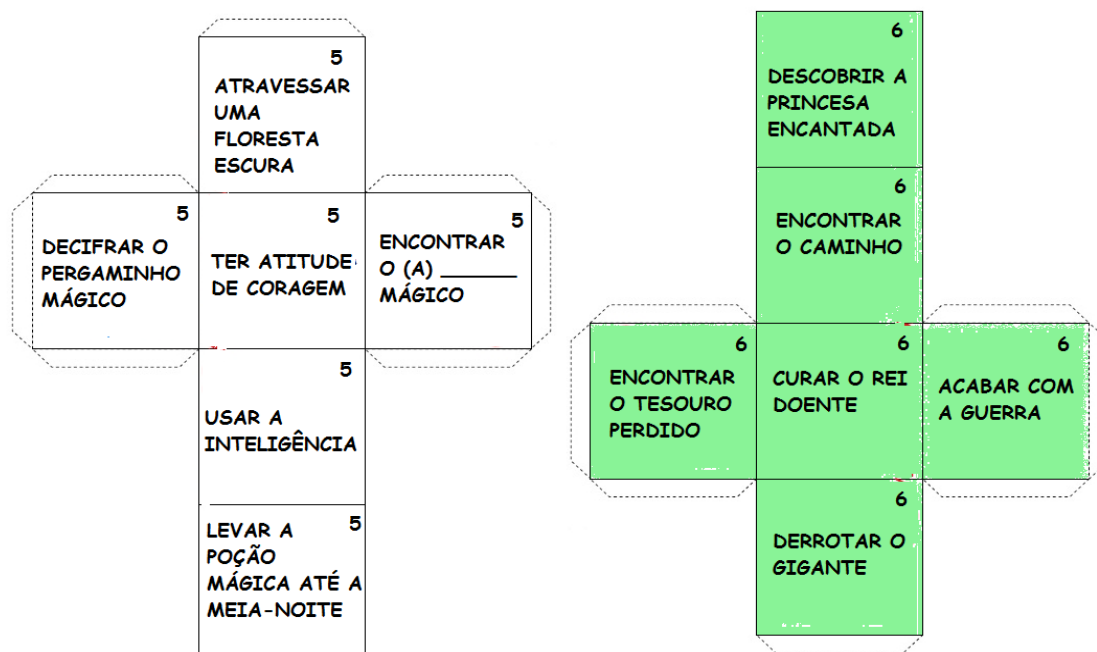 5
ATRAVESSAR
UMA
FLORESTA
ESCURA
5
DECIFRAR O
PERGAMINHO
MÁGICO
5
TER ATITUDE
DE CORAGEM
5
ENCONTRAR
O (A) _______
MÁGICO
5
USAR A
INTELIGÊNCIA
5
LEVAR A
POÇÃO
MÁGICA ATÉ A
MEIA-NOITE
6
DESCOBRIR A
PRINCESA
ENCANTADA
6
ENCONTRAR
O CAMINHO
6
ENCONTRAR
O TESOURO
PERDIDO
6
CURAR O REI
DOENTE
6
ACABAR COM
A GUERRA
6
DERROTAR O
GIGANTE